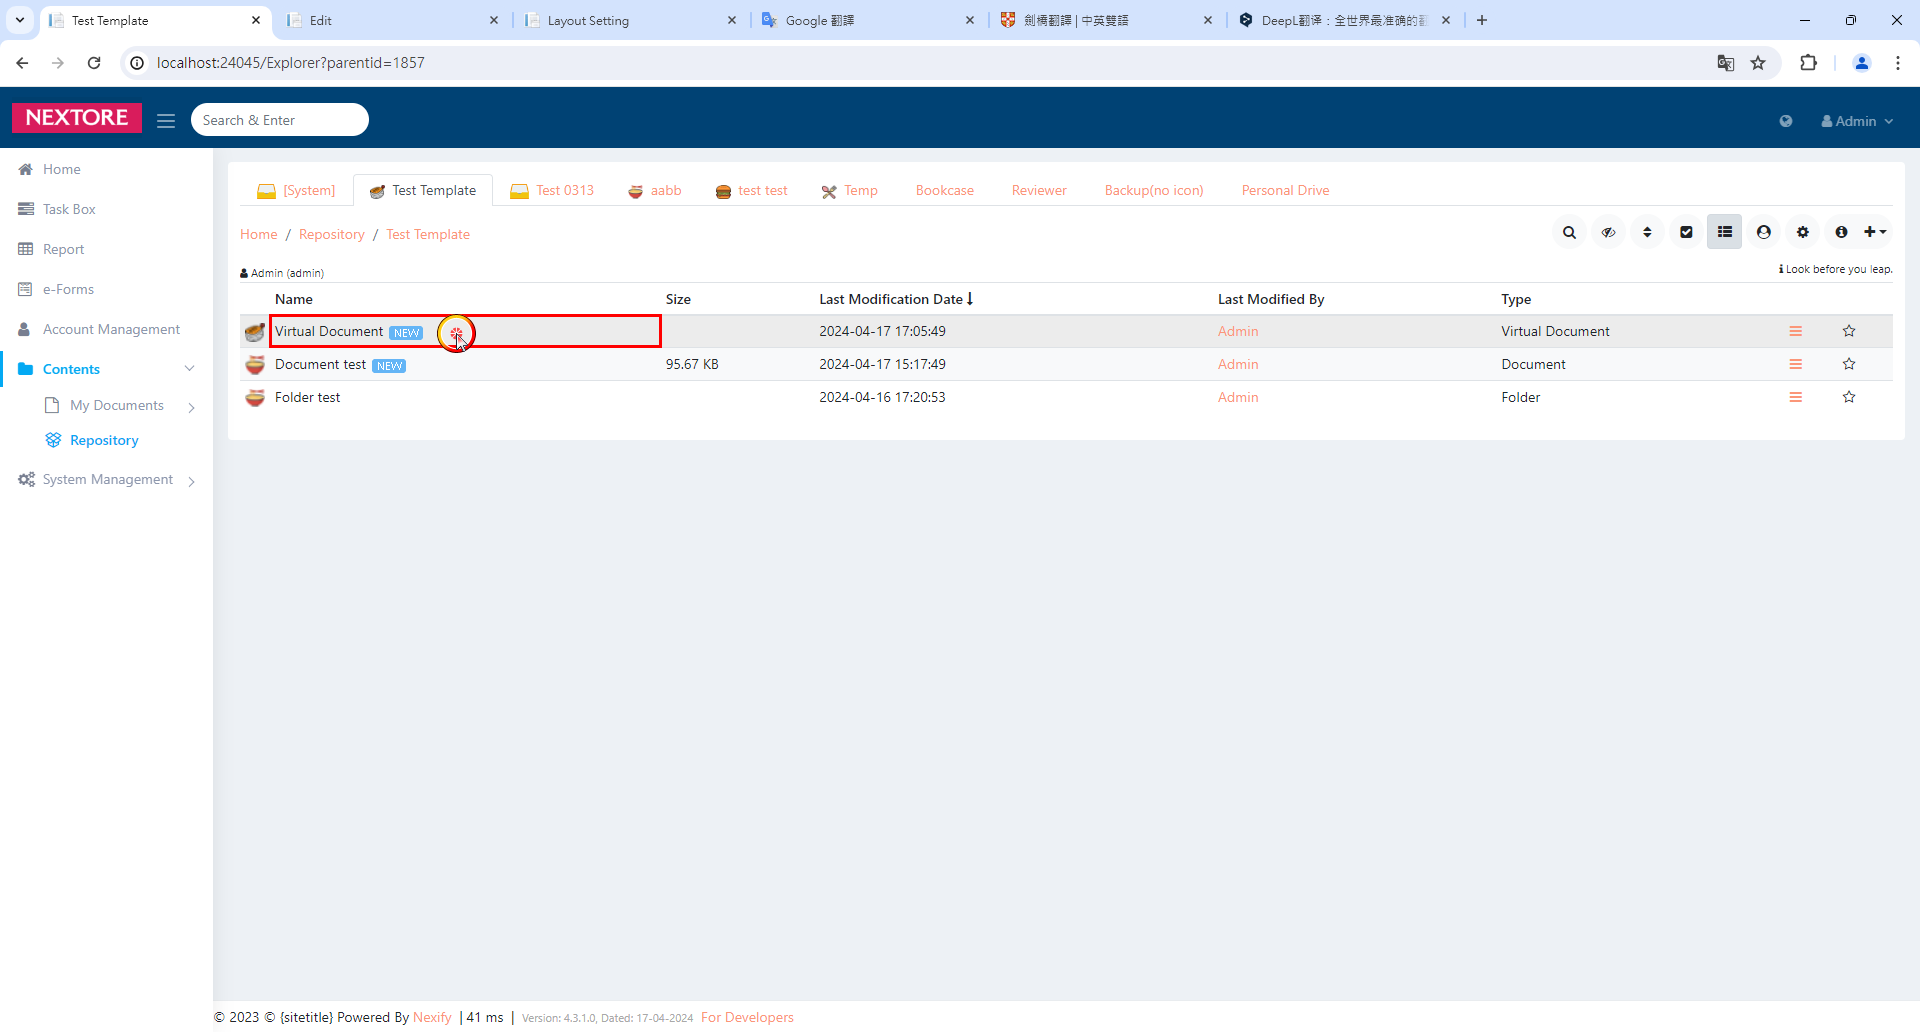 Test Template
Edit
Layout Setting
Google 翻譯
劍橋翻譯 | 中英雙語
DeepL翻译：全世界最准确的翻
localhost:24045/Explorer?parentid=1857
NEXTORE
Search & Enter
Admin
Home
Task Box
Report
e-Forms
Account Management
Contents
My Documents
Repository
System Management
[System]
Test Template
Test 0313
aabb
test test
Temp
Bookcase
Reviewer
Backup(no icon)
Personal Drive
Home / Repository / Test Template
Admin (admin)
Look before you leap.
Name Size Last Modification Date Last Modified By Type
Virtual Document NEW 2024-04-17 17:05:49 Admin Virtual Document
Document test NEW 95.67 KB 2024-04-17 15:17:49 Admin Document
Folder test 2024-04-16 17:20:53 Admin Folder
© 2023 © {sitetitle} Powered By Nexify | 41 ms | Version: 4.3.1.0, Dated: 17-04-2024 For Developers